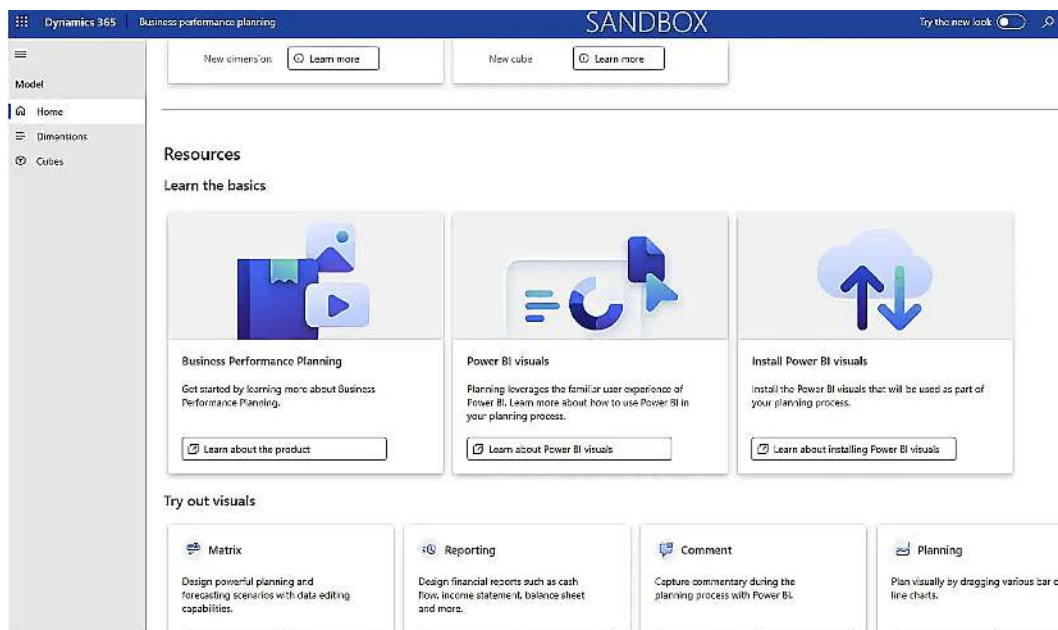 Dynamics 365
Business performance planning
SANDBOX
Try the new look
New dimension
Learn more
New cube
Learn more
Model
Home
Dimensions
Cubes
Resources
Learn the basics
Business Performance Planning
Get started by learning more about Business
Performance Planning.
Learn about the product
Power BI visuals
Planning leverages the familiar user experience of
Power BI. Learn more about how to use Power BI in
your planning process.
Learn about Power BI visuals
Install Power BI visuals
Install the Power BI visuals that will be used as part of
your planning process.
Learn about installing Power BI visuals
Try out visuals
Matrix
Design powerful planning and
forecasting scenarios with data editing
capabilities.
Reporting
Design financial reports such as cash
flow, income statement, balance sheet
and more.
Comment
Capture commentary during the
planning process with Power BI.
Planning
Plan visually by dragging various bar
line charts.